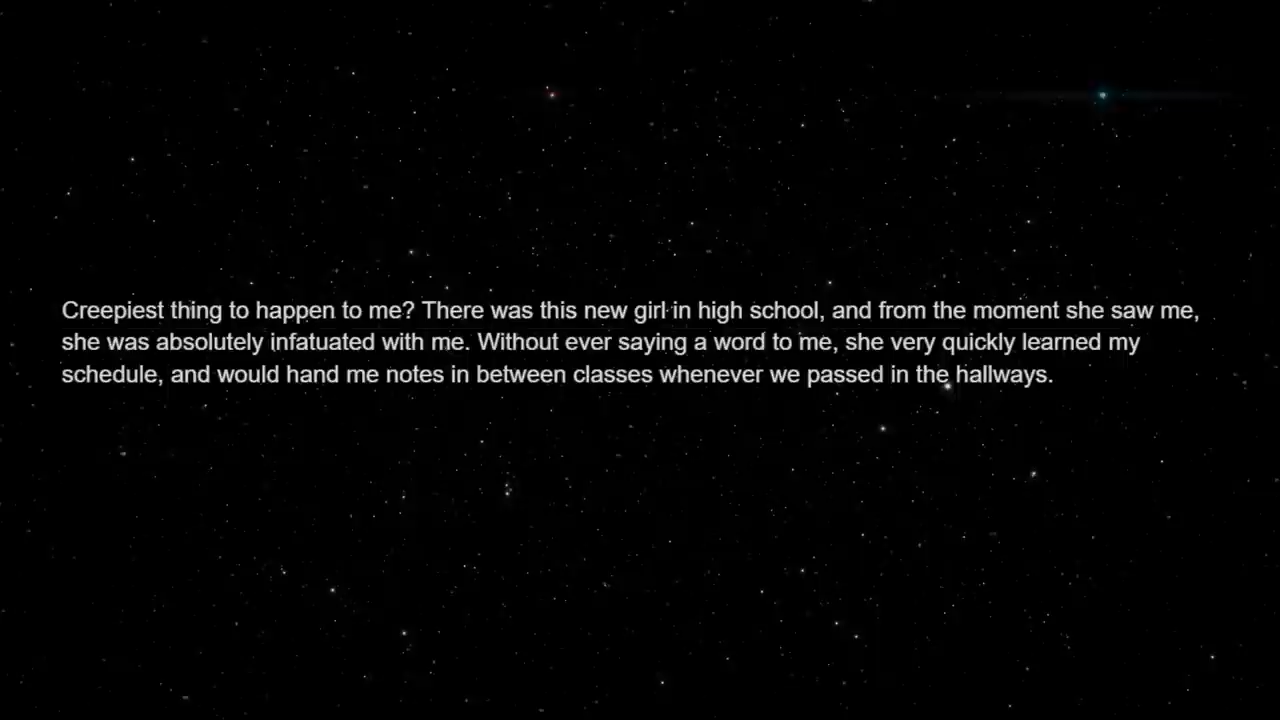 Creepiest thing to happen to me? There was this new girl in high school, and from the moment she saw me,
she was absolutely infatuated with me. Without ever saying a word to me, she very quickly learned my
schedule, and would hand me notes in between classes whenever we passed in the hallways.